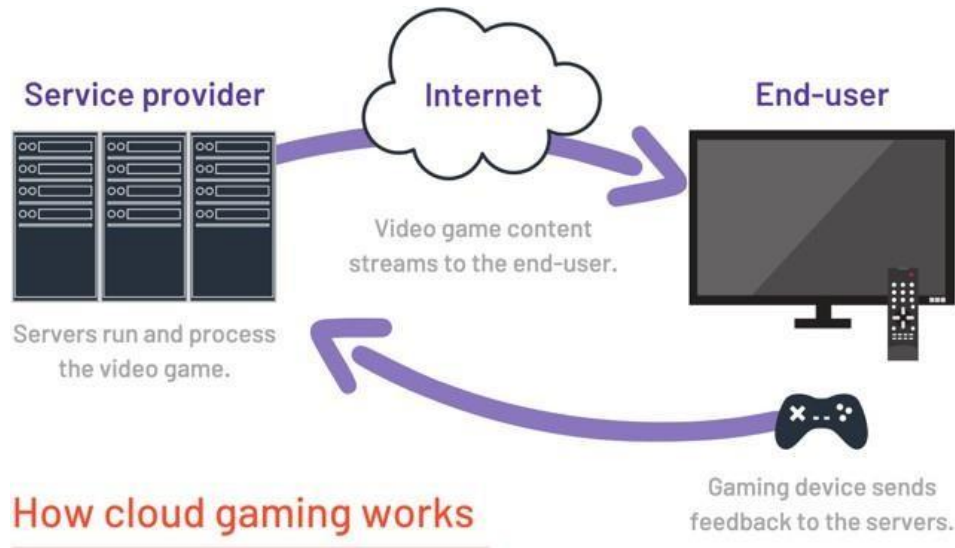 Service provider
Internet
End-user
Video game content
streams to the end-user.
Servers run and process
the video game.
Gaming device sends
feedback to the servers.
How cloud gaming works